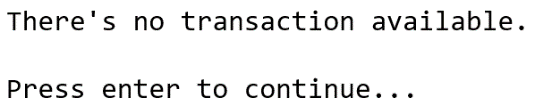 There's no transaction available.
Press enter to continue...